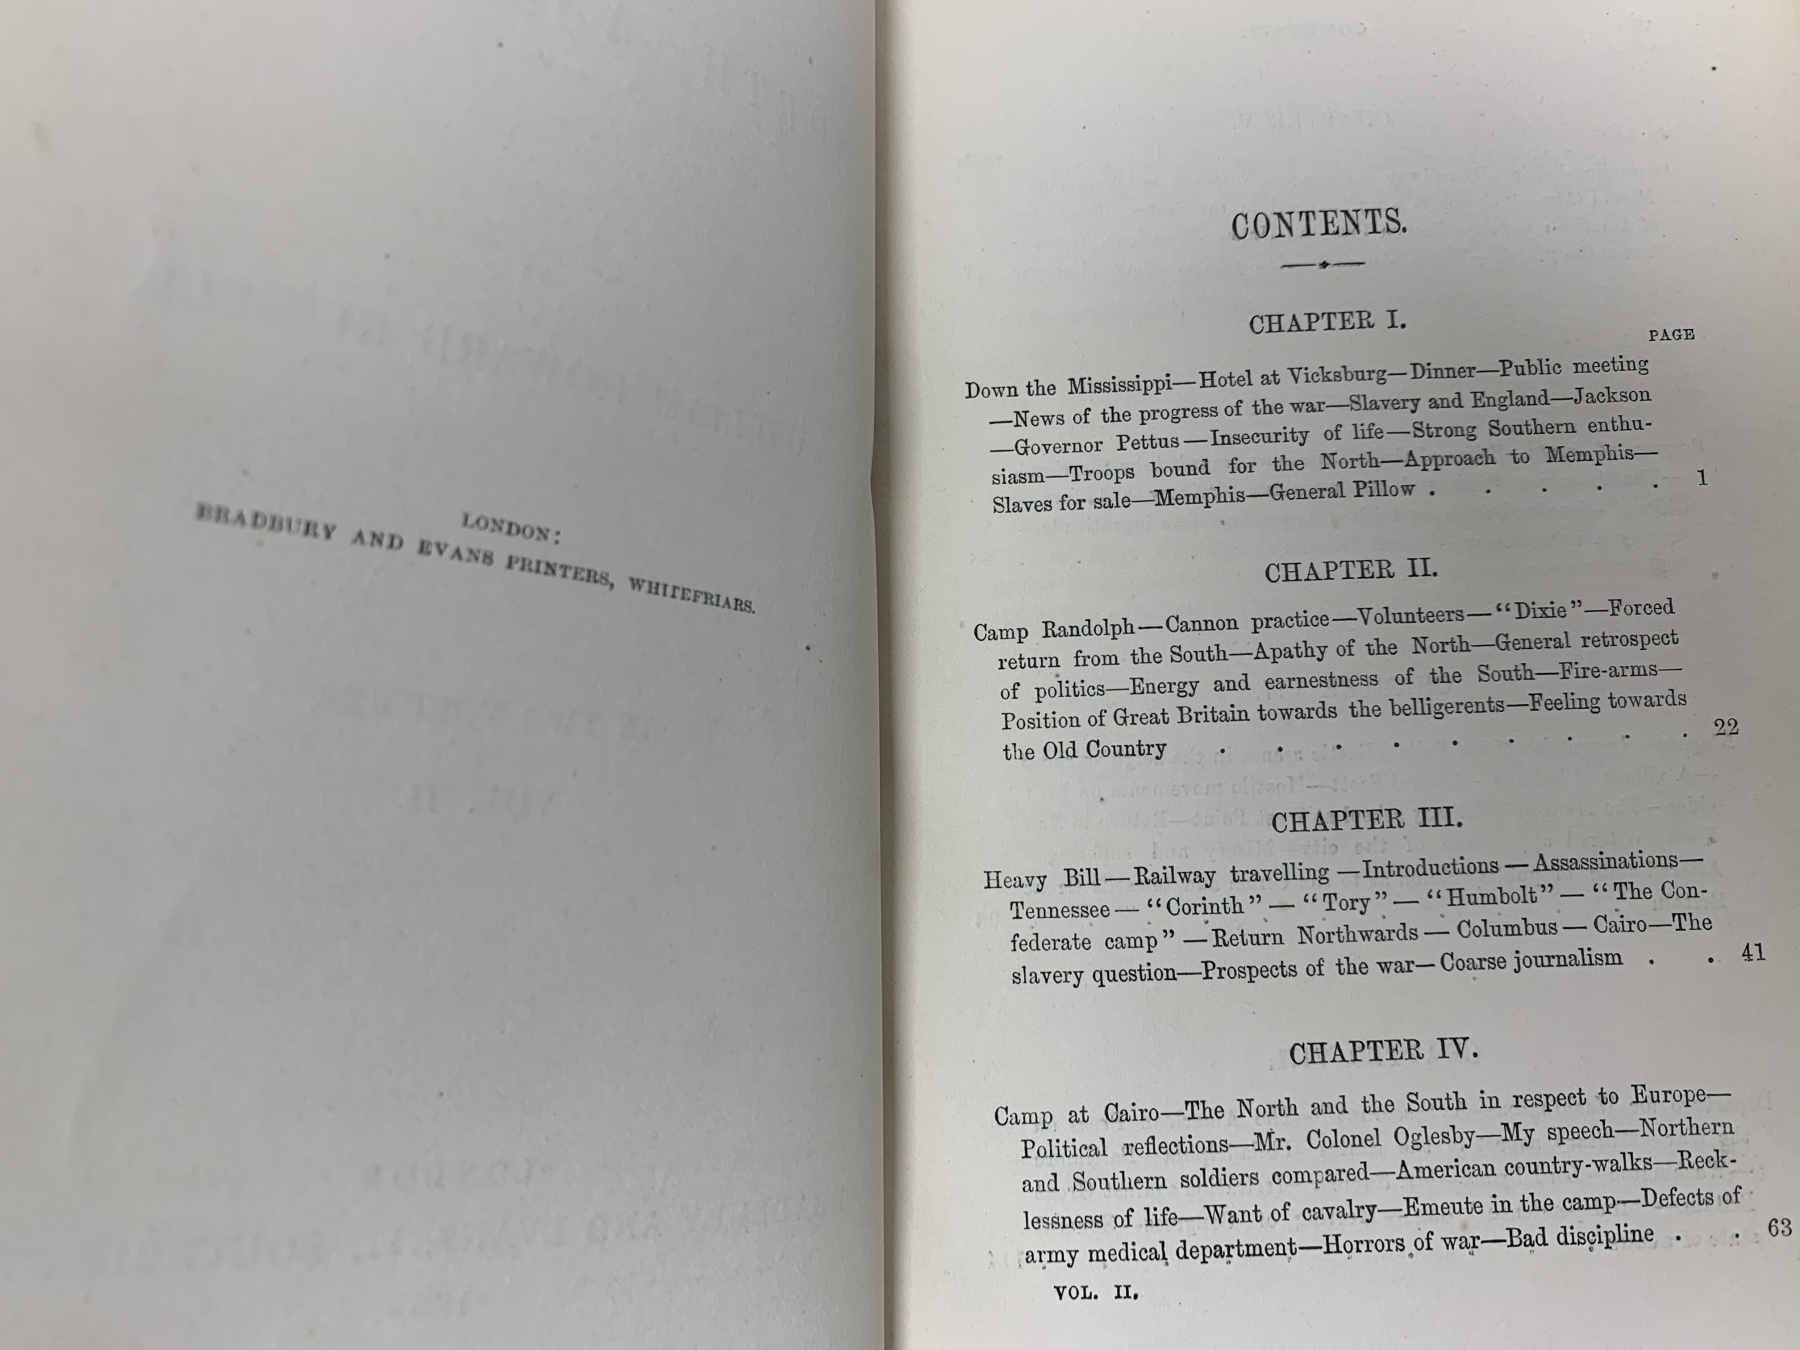 LONDON:
BRADBURY AND EVANS PRINTERS, WHITEFRIARS.
CONTENTS.
CHAPTER I.
PAGE
Down the Mississippi—Hotel at Vicksburg—Dinner—Public meeting
—News of the progress of the war—Slavery and England—Jackson
—Governor Pettus—Insecurity of life—Strong Southern enthu-
siasm—Troops bound for the North—Approach to Memphis—
Slaves for sale—Memphis—General Pillow . . . . . 1
CHAPTER II.
Camp Randolph—Cannon practice—Volunteers—“Dixie”—Forced
return from the South—Apathy of the North—General retrospect
of politics—Energy and earnestness of the South—Fire-arms—
Position of Great Britain towards the belligerents—Feeling towards
the Old Country . . . . . . . . . 22
CHAPTER III.
Heavy Bill—Railway travelling—Introductions—Assassinations—
Tennessee—“Corinth”—“Tory”—“Humbolt”—“The Con-
federate camp”—Return Northwards—Columbus—Cairo—The
slavery question—Prospects of the war—Coarse journalism . . 41
CHAPTER IV.
Camp at Cairo—The North and the South in respect to Europe—
Political reflections—Mr. Colonel Oglesby—My speech—Northern
and Southern soldiers compared—American country-walks—Reck-
lessness of life—Want of cavalry—Emeute in the camp—Defects of
army medical department—Horrors of war—Bad discipline . . 63
VOL. II.